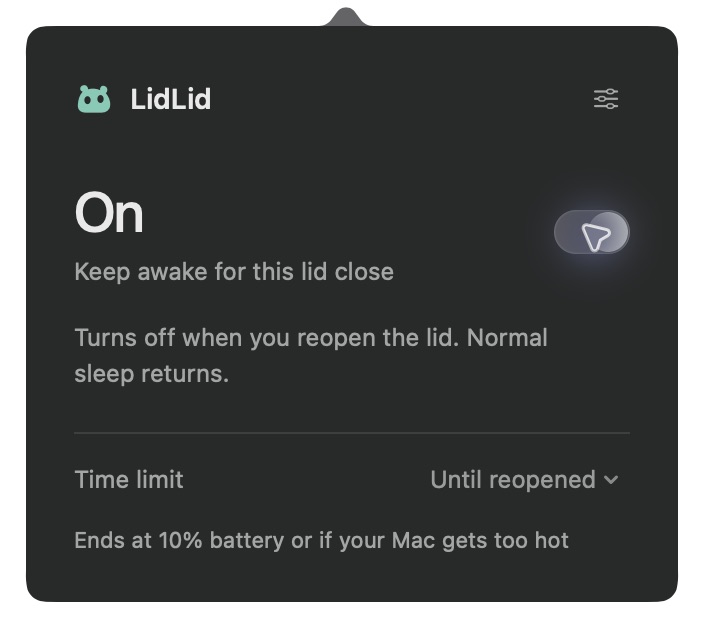 LidLid
On
Keep awake for this lid close
Turns off when you reopen the lid. Normal
sleep returns.
Time limit
Until reopened
Ends at 10% battery or if your Mac gets too hot